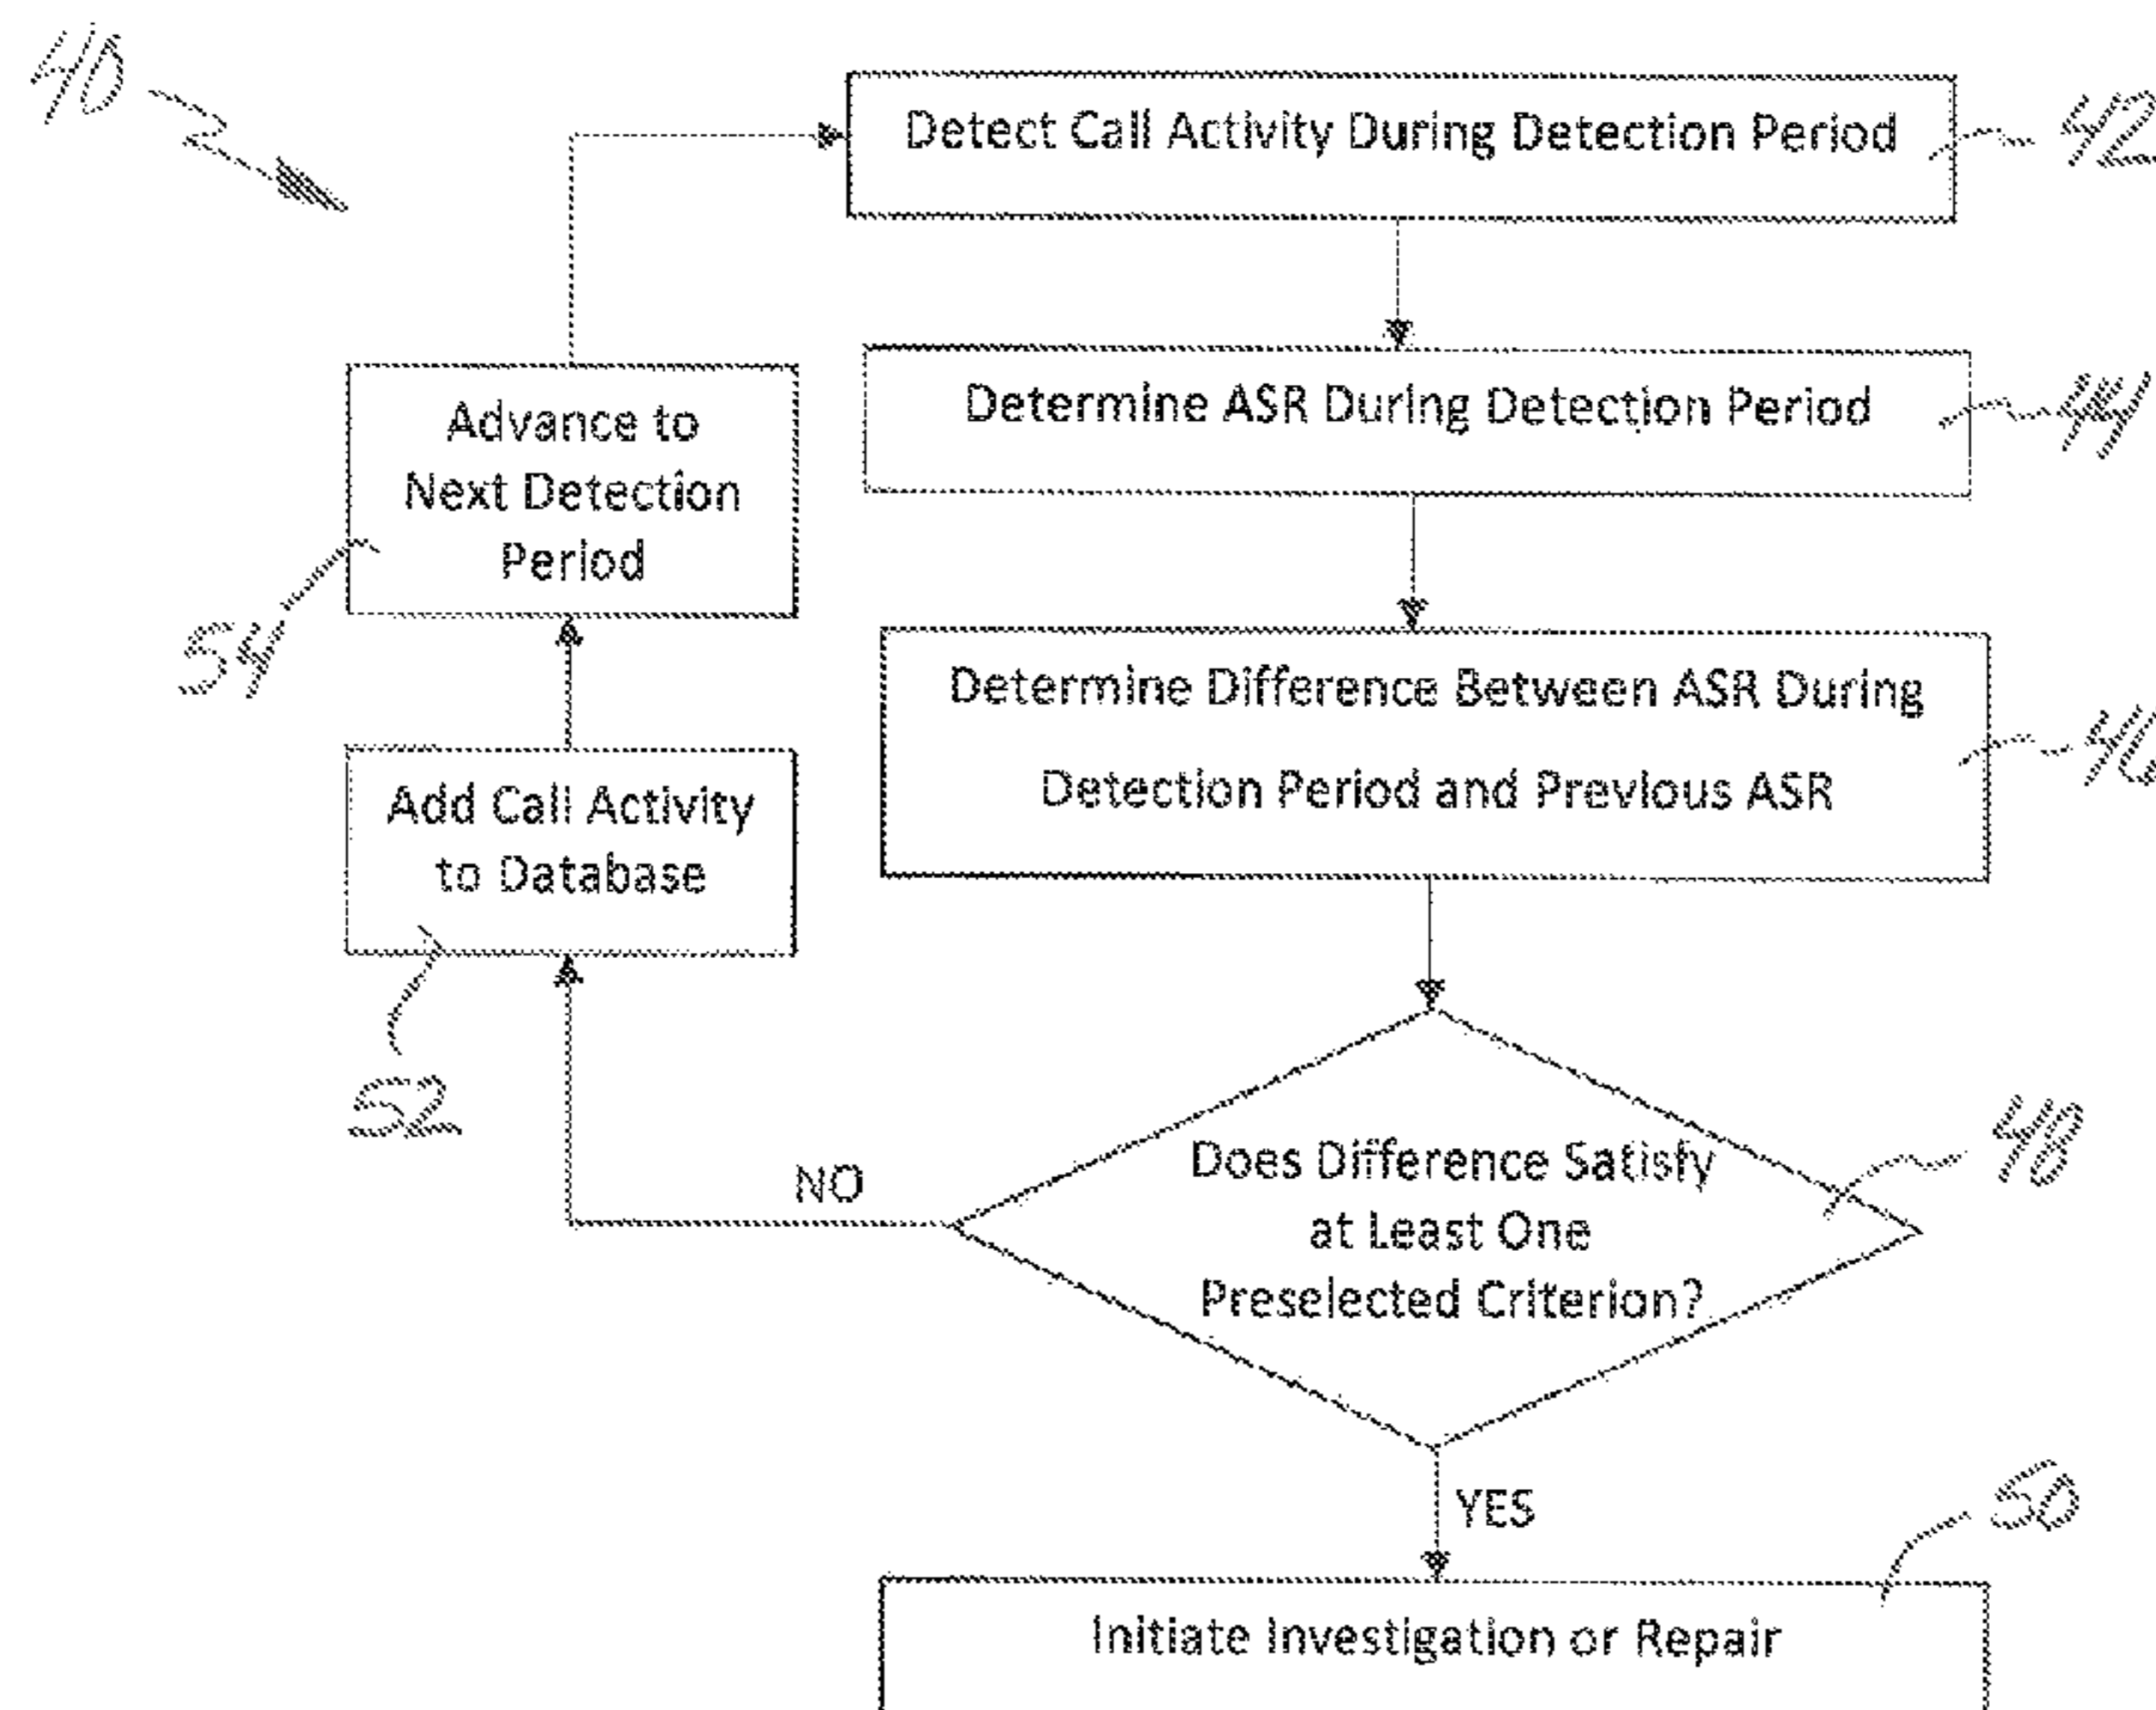 40
Detect Call Activity During Detection Period
42
Determine ASR During Detection Period
44
Advance to
Next Detection
Period
54
Determine Difference Between ASR During
Detection Period and Previous ASR
46
Add Call Activity
to Database
52
Does Difference Satisfy
at Least One
Preselected Criterion?
48
NO
YES
50
Initiate Investigation or Repair